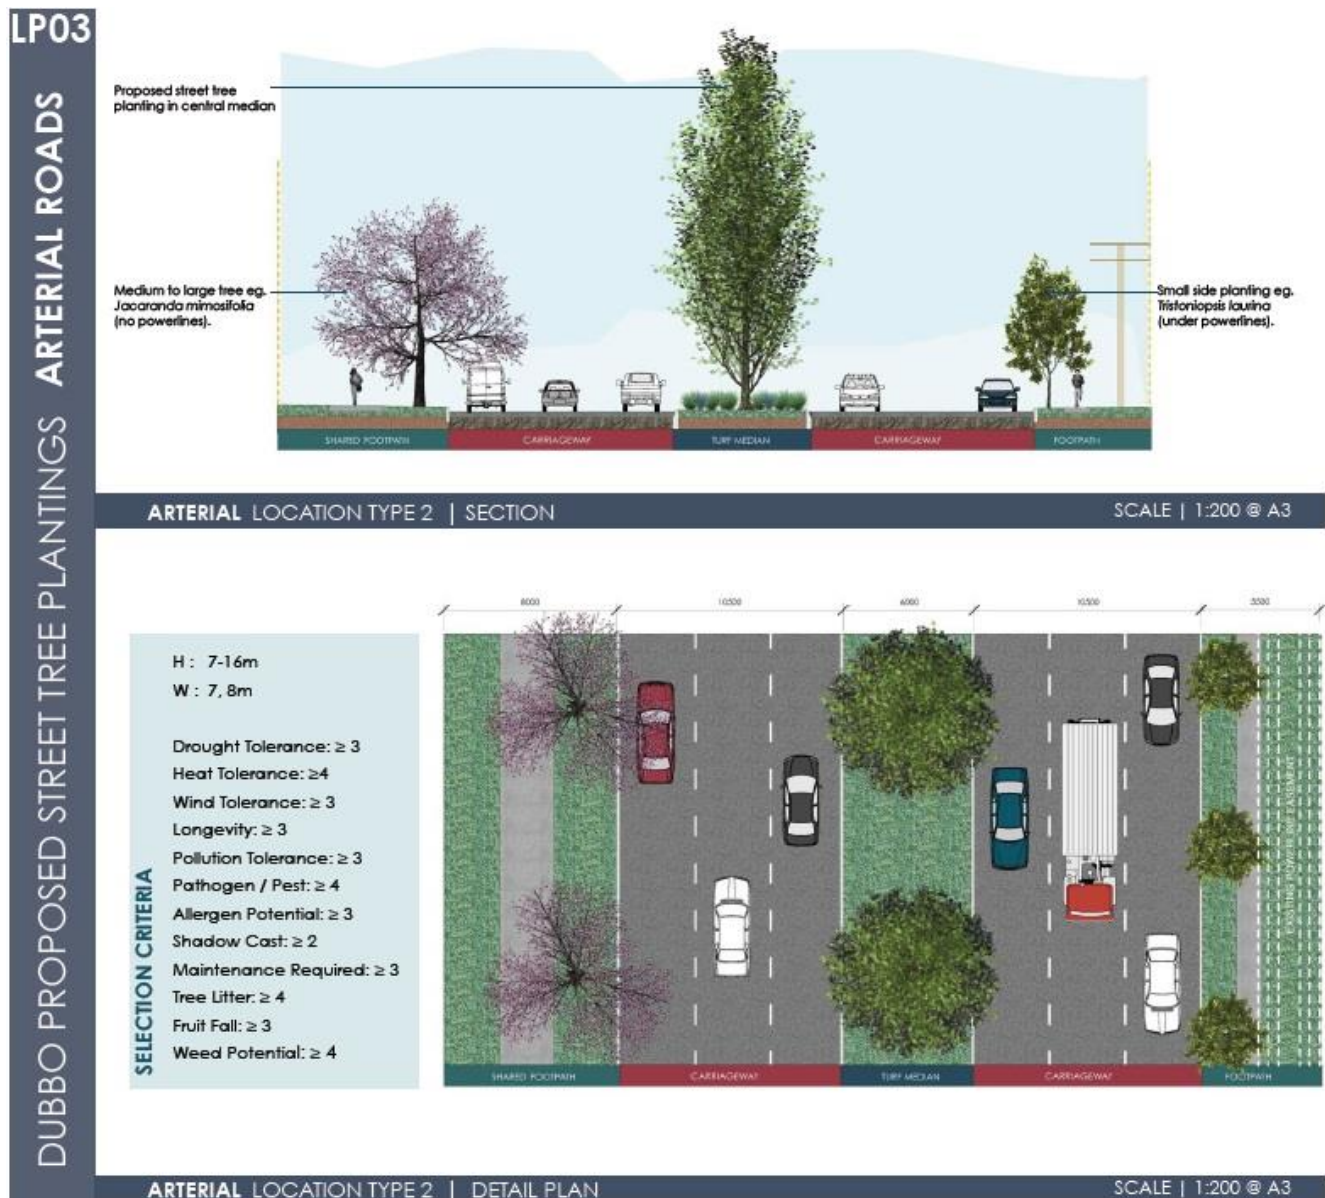 LP03
DUBBO PROPOSED STREET TREE PLANTINGS ARTERIAL ROADS
Proposed street tree
planting in central median
Medium to large tree eg.
Jacaranda mimosifolia
(no powerlines).
Small side planting eg.
Tristoniopsis laurina
(under powerlines).
SHARED FOOTPATH
CARRIAGEWAY
TURF MEDIAN
CARRIAGEWAY
FOOTPATH
ARTERIAL LOCATION TYPE 2 | SECTION
SCALE | 1:200 @ A3
SELECTION CRITERIA
H : 7-16m
W : 7, 8m
Drought Tolerance: ≥ 3
Heat Tolerance: ≥4
Wind Tolerance: ≥ 3
Longevity: ≥ 3
Pollution Tolerance: ≥ 3
Pathogen / Pest: ≥ 4
Allergen Potential: ≥ 3
Shadow Cast: ≥ 2
Maintenance Required: ≥ 3
Tree Litter: ≥ 4
Fruit Fall: ≥ 3
Weed Potential: ≥ 4
8000
10500
6000
10500
5500
EXISTING POWER LINE EASEMENT
SHARED FOOTPATH
CARRIAGEWAY
TURF MEDIAN
CARRIAGEWAY
FOOTPATH
ARTERIAL LOCATION TYPE 2 | DETAIL PLAN
SCALE | 1:200 @ A3